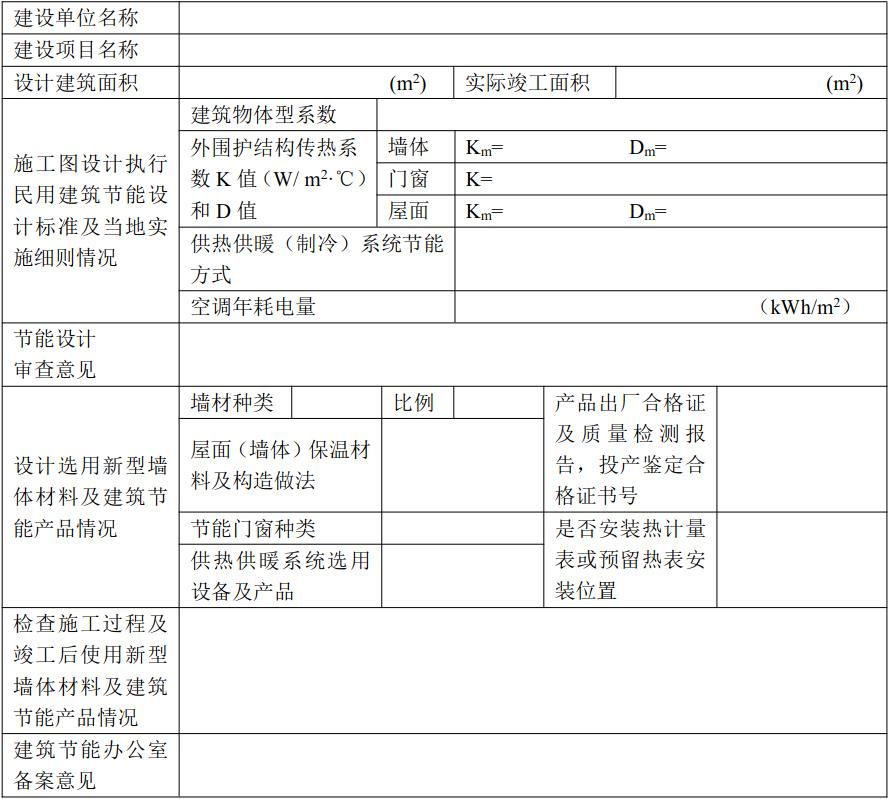 建设单位名称
建设项目名称
设计建筑面积 (m²) 实际竣工面积 (m²)
施工图设计执行
民用建筑节能设
计标准及当地实
施细则情况
建筑物体型系数
外围护结构传热系
数 K 值（W/ m²·℃）
和 D 值
墙体 Km= Dm=
门窗 K=
屋面 Km= Dm=
供热供暖（制冷）系统节能
方式
空调年耗电量 （kWh/m²）
节能设计
审查意见
设计选用新型墙
体材料及建筑节
能产品情况
墙材种类 比例
屋面（墙体）保温材
料及构造做法
产品出厂合格证
及质量检测报
告，投产鉴定合
格证书号
节能门窗种类
供热供暖系统选用
设备及产品
是否安装热计量
表或预留热表安
装位置
检查施工过程及
竣工后使用新型
墙体材料及建筑
节能产品情况
建筑节能办公室
备案意见